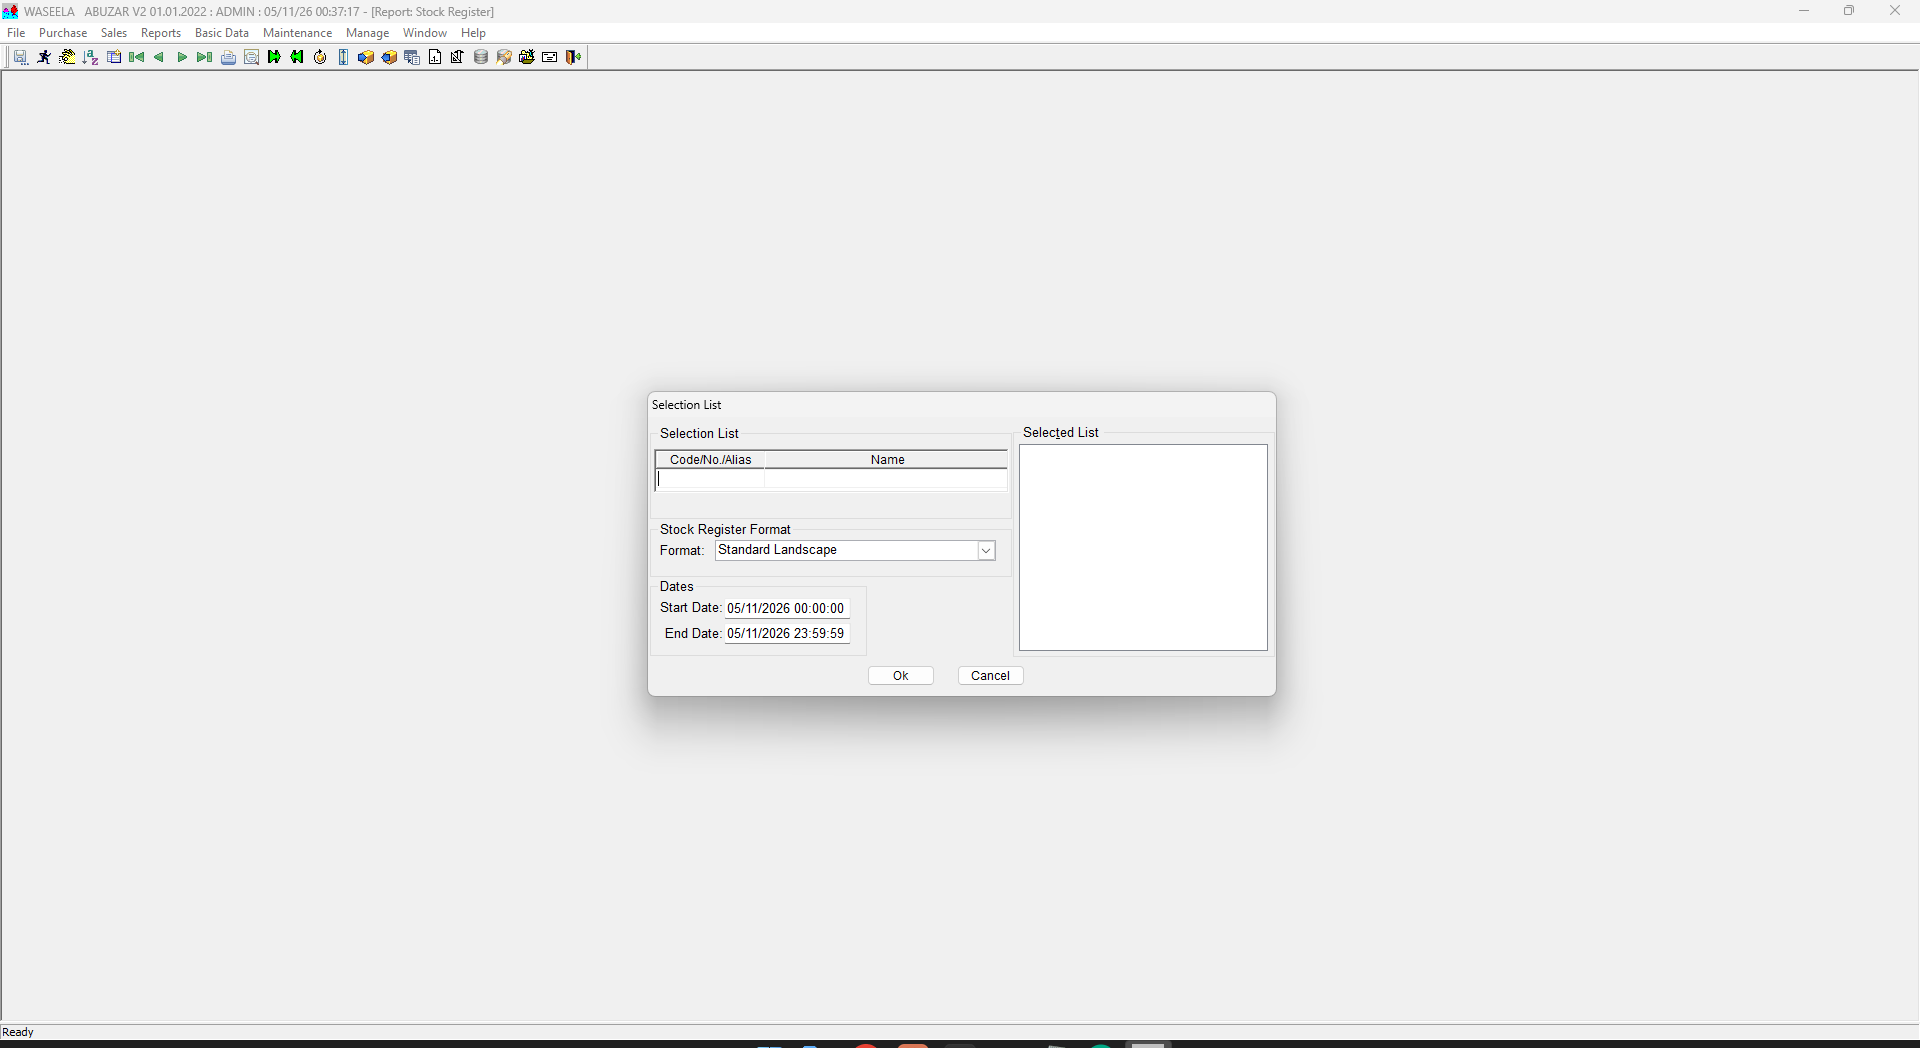 WASEELA   ABUZAR V2 01.01.2022 : ADMIN : 05/11/26 00:37:17 - [Report: Stock Register]
File Purchase Sales Reports Basic Data Maintenance Manage Window Help
Selection List
Selection List
Selected List
Code/No./Alias Name
Stock Register Format
Format: Standard Landscape
Dates
Start Date: 05/11/2026 00:00:00
End Date: 05/11/2026 23:59:59
Ok Cancel
Ready